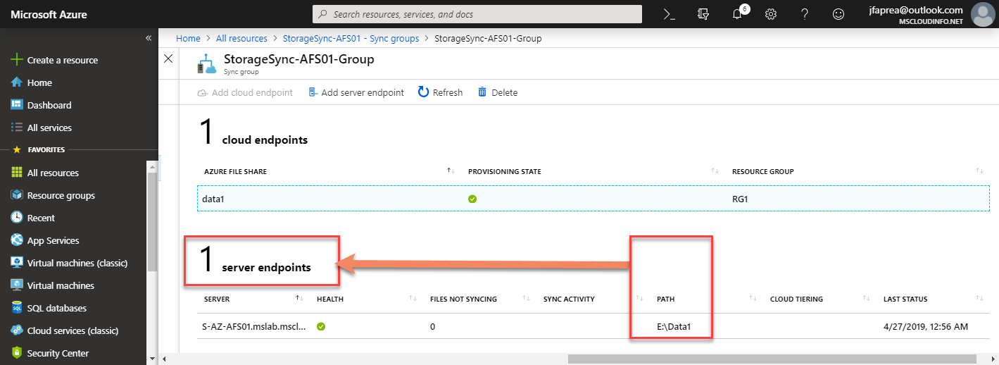 Microsoft Azure
Search resources, services, and docs
6
jfaprea@outlook.com
MSCLOUDINFO.NET
Home > All resources > StorageSync-AFS01 - Sync groups > StorageSync-AFS01-Group
Create a resource
Home
Dashboard
All services
FAVORITES
All resources
Resource groups
Recent
App Services
Virtual machines (classic)
Virtual machines
SQL databases
Cloud services (classic)
Security Center
StorageSync-AFS01-Group
Sync group
Add cloud endpoint Add server endpoint Refresh Delete
1 cloud endpoints
AZURE FILE SHARE PROVISIONING STATE RESOURCE GROUP
data1 RG1
1 server endpoints
SERVER HEALTH FILES NOT SYNCING SYNC ACTIVITY PATH CLOUD TIERING LAST STATUS
S-AZ-AFS01.mslab.mscl... 0 E:\Data1 4/27/2019, 12:56 AM